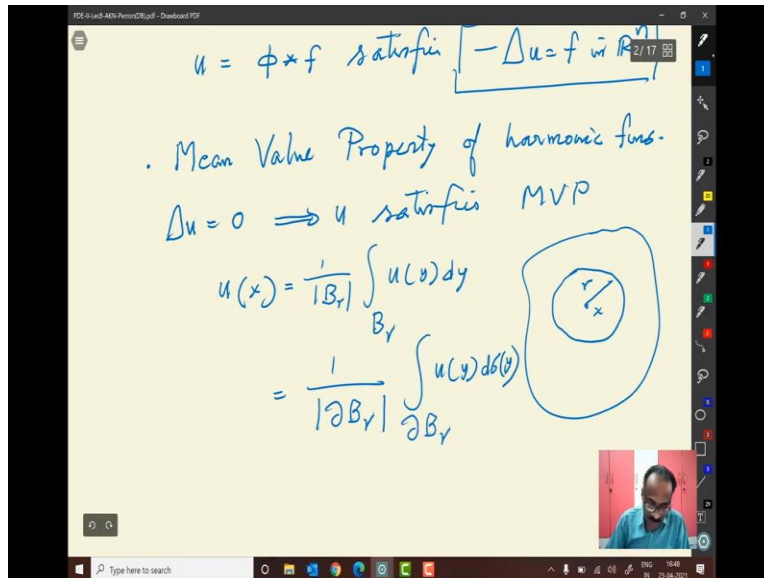 PDE-II-Lec8-AKN-Perron(DB).pdf - Drawboard PDF
2/17
u = ϕ * f satisfies -Δu = f in ℝⁿ
. Mean Value Property of harmonic funs.
Δu = 0 ⟹ u satisfies MVP
u(x) = 1/|B_r| ∫_{B_r} u(y) dy
r
x
= 1/|∂B_r| ∫_{∂B_r} u(y) dσ(y)
Type here to search
ENG 16:48
IN 23-04-2021